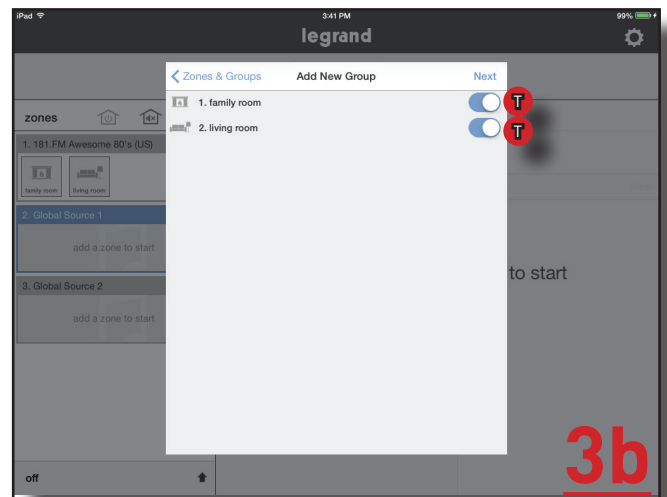 iPad 3:41 PM 99%
legrand
Zones & Groups Add New Group Next
1. family room T
2. living room T
zones
1. 181.FM Awesome 80's (US)
family room living room
2. Global Source 1
add a zone to start
to start
3. Global Source 2
add a zone to start
3b
off